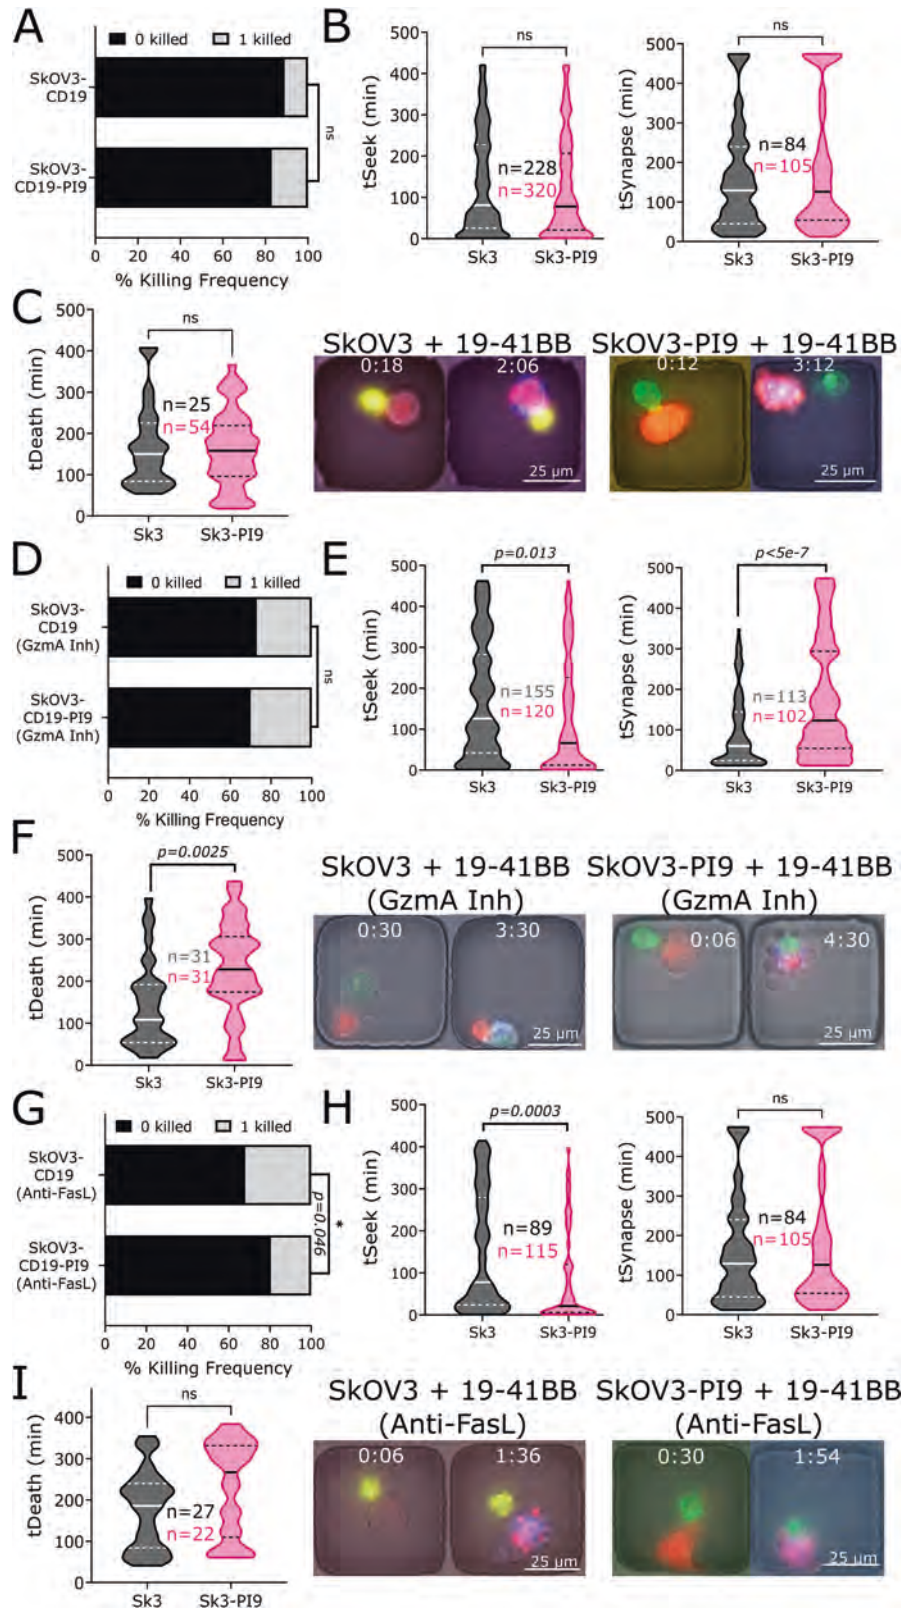 A
0 killed 1 killed
SkOV3-
CD19
SkOV3-
CD19-PI9
ns
0 20 40 60 80 100
% Killing Frequency
B
ns
500
400
300
200
100
0
tSeek (min)
n=228
n=320
Sk3 Sk3-PI9
ns
500
400
300
200
100
0
tSynapse (min)
n=84
n=105
Sk3 Sk3-PI9
C
ns
500
400
300
200
100
0
tDeath (min)
n=25
n=54
Sk3 Sk3-PI9
SkOV3 + 19-41BB
0:18 2:06
25 µm
SkOV3-PI9 + 19-41BB
0:12 3:12
25 µm
D
0 killed 1 killed
SkOV3-
CD19
(GzmA Inh)
SkOV3-
CD19-PI9
(GzmA Inh)
ns
0 20 40 60 80 100
% Killing Frequency
E
p=0.013
500
400
300
200
100
0
tSeek (min)
n=155
n=120
Sk3 Sk3-PI9
p<5e-7
500
400
300
200
100
0
tSynapse (min)
n=113
n=102
Sk3 Sk3-PI9
F
p=0.0025
500
400
300
200
100
0
tDeath (min)
n=31
n=31
Sk3 Sk3-PI9
SkOV3 + 19-41BB
(GzmA Inh)
0:30 3:30
25 µm
SkOV3-PI9 + 19-41BB
(GzmA Inh)
0:06 4:30
25 µm
G
0 killed 1 killed
SkOV3-
CD19
(Anti-FasL)
SkOV3-
CD19-PI9
(Anti-FasL)
p=0.046
*
0 20 40 60 80 100
% Killing Frequency
H
p=0.0003
500
400
300
200
100
0
tSeek (min)
n=89
n=115
Sk3 Sk3-PI9
ns
500
400
300
200
100
0
tSynapse (min)
n=84
n=105
Sk3 Sk3-PI9
I
ns
400
300
200
100
0
tDeath (min)
n=27
n=22
Sk3 Sk3-PI9
SkOV3 + 19-41BB
(Anti-FasL)
0:06 1:36
25 µm
SkOV3-PI9 + 19-41BB
(Anti-FasL)
0:30 1:54
25 µm